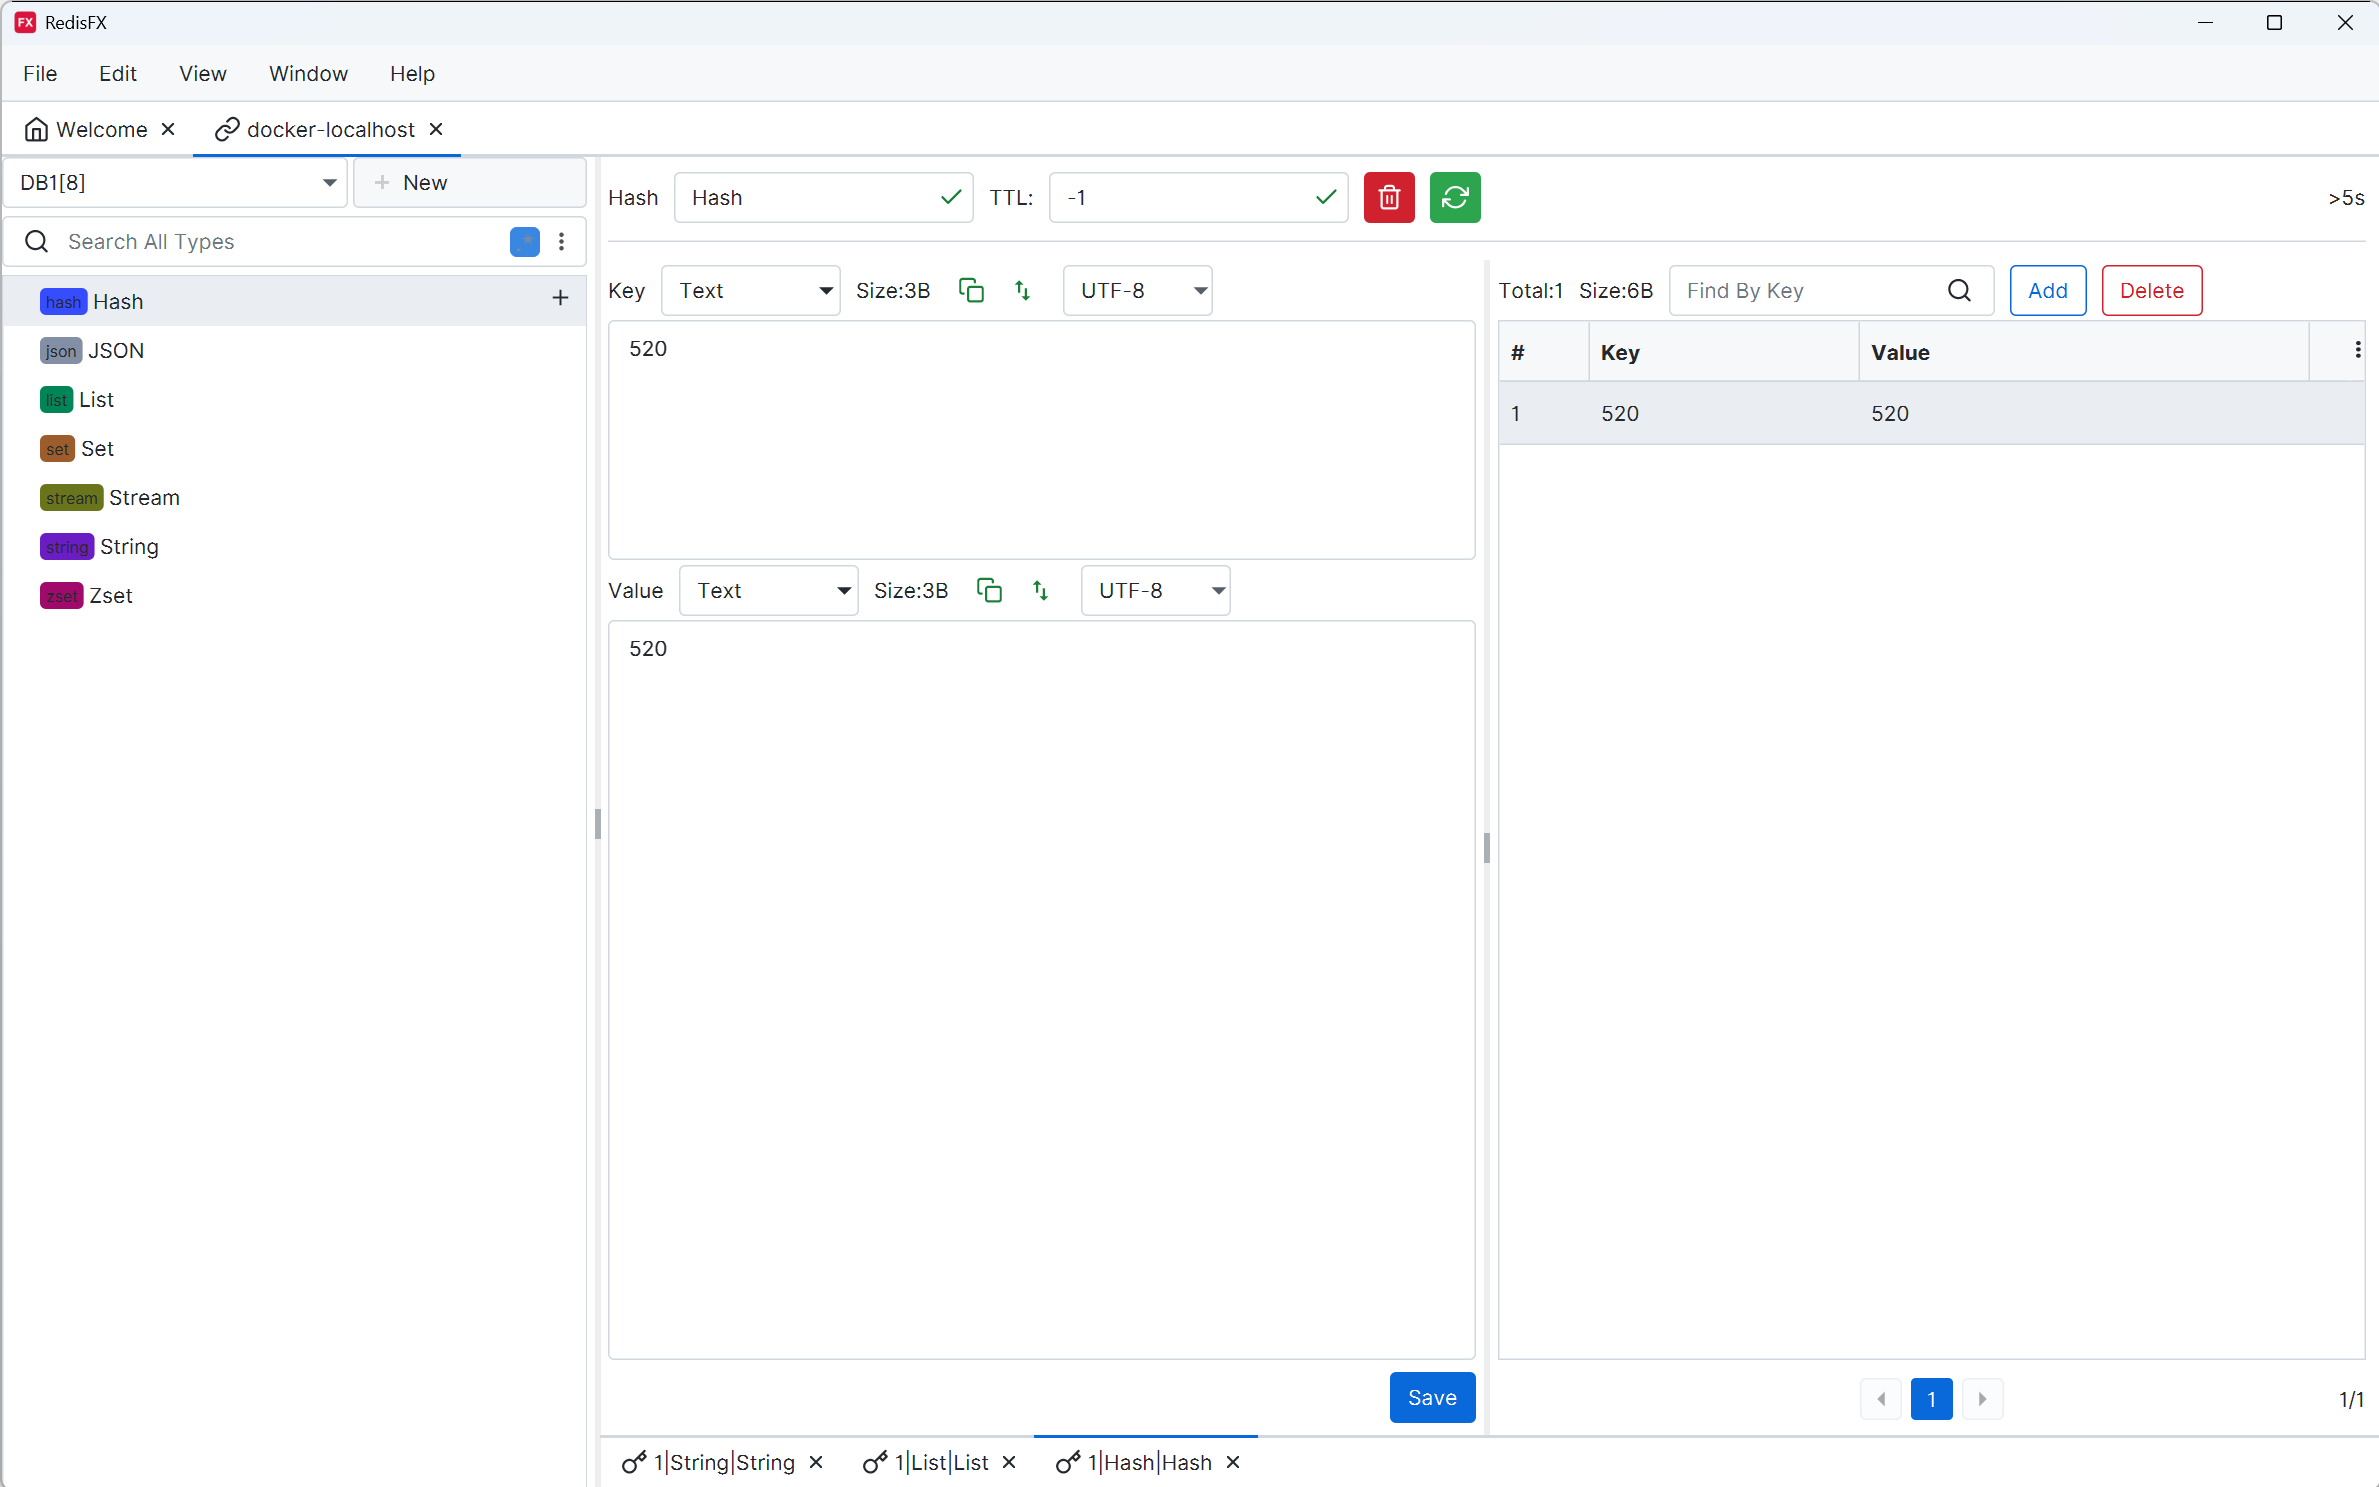 FX RedisFX
File Edit View Window Help
Welcome docker-localhost
DB1[8] New
Search All Types .*
hash Hash
json JSON
list List
set Set
stream Stream
string String
zset Zset
Hash Hash TTL: -1 >5s
Key Text Size:3B UTF-8
520
Value Text Size:3B UTF-8
520
Save
Total:1 Size:6B Find By Key Add Delete
# Key Value
1 520 520
1 1/1
1|String|String 1|List|List 1|Hash|Hash